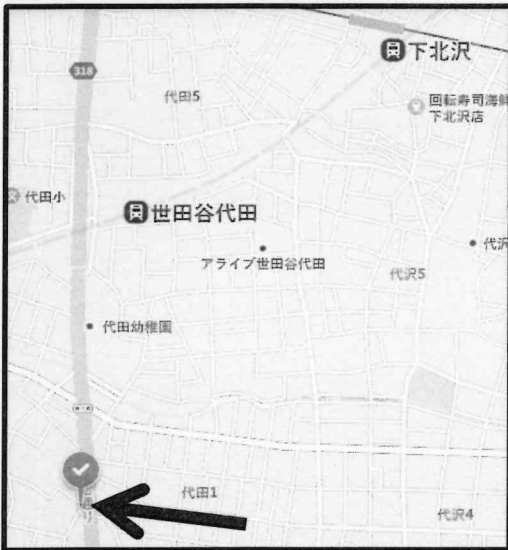 下北沢
318
代田5
回転寿司海鮮
下北沢店
代田小
世田谷代田
代沢
アライブ世田谷代田
代沢5
代田幼稚園
代田1
代沢4